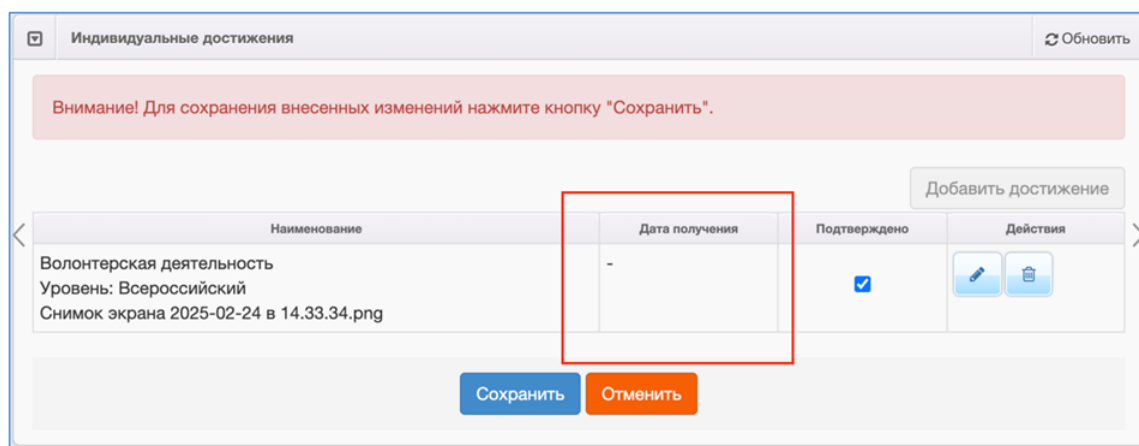 Индивидуальные достижения
Обновить
Внимание! Для сохранения внесенных изменений нажмите кнопку "Сохранить".
Добавить достижение
Наименование
Дата получения
Подтверждено
Действия
Волонтерская деятельность
-
Уровень: Всероссийский
Снимок экрана 2025-02-24 в 14.33.34.png
Сохранить
Отменить